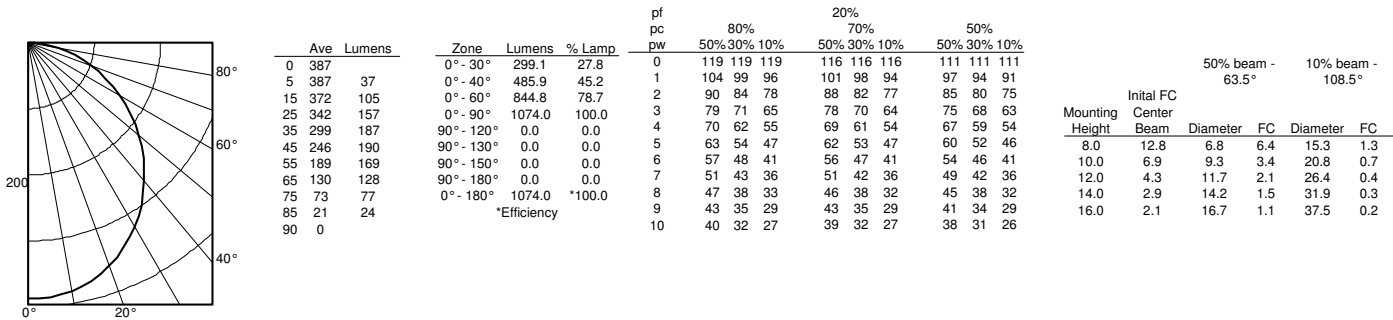 200
0°
20°
40°
60°
80°
Ave Lumens
0 387
5 387 37
15 372 105
25 342 157
35 299 187
45 246 190
55 189 169
65 130 128
75 73 77
85 21 24
90 0
Zone Lumens % Lamp
0° - 30° 299.1 27.8
0° - 40° 485.9 45.2
0° - 60° 844.8 78.7
0° - 90° 1074.0 100.0
90° - 120° 0.0 0.0
90° - 130° 0.0 0.0
90° - 150° 0.0 0.0
90° - 180° 0.0 0.0
0° - 180° 1074.0 *100.0
*Efficiency
pf 20%
pc 80% 70% 50%
pw 50% 30% 10% 50% 30% 10% 50% 30% 10%
0 119 119 119 116 116 116 111 111 111
1 104 99 96 101 98 94 97 94 91
2 90 84 78 88 82 77 85 80 75
3 79 71 65 78 70 64 75 68 63
4 70 62 55 69 61 54 67 59 54
5 63 54 47 62 53 47 60 52 46
6 57 48 41 56 47 41 54 46 41
7 51 43 36 51 42 36 49 42 36
8 47 38 33 46 38 32 45 38 32
9 43 35 29 43 35 29 41 34 29
10 40 32 27 39 32 27 38 31 26
50% beam - 10% beam -
63.5° 108.5°
Inital FC
Mounting Center
Height Beam Diameter FC Diameter FC
8.0 12.8 6.8 6.4 15.3 1.3
10.0 6.9 9.3 3.4 20.8 0.7
12.0 4.3 11.7 2.1 26.4 0.4
14.0 2.9 14.2 1.5 31.9 0.3
16.0 2.1 16.7 1.1 37.5 0.2